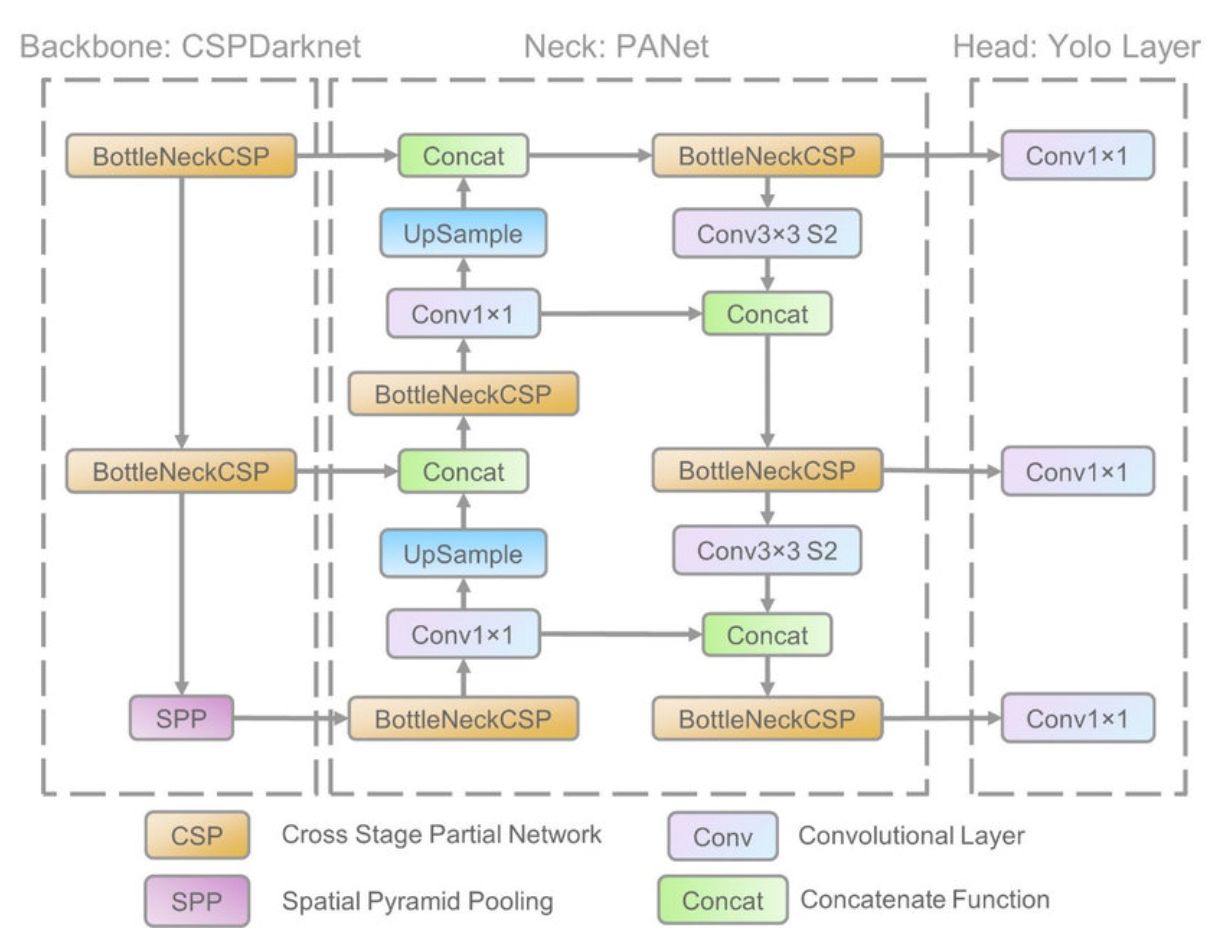 Backbone: CSPDarknet
Neck: PANet
Head: Yolo Layer
BottleNeckCSP
Concat
BottleNeckCSP
Conv1×1
UpSample
Conv3×3 S2
Conv1×1
Concat
BottleNeckCSP
BottleNeckCSP
Concat
BottleNeckCSP
Conv1×1
UpSample
Conv3×3 S2
Conv1×1
Concat
SPP
BottleNeckCSP
BottleNeckCSP
Conv1×1
CSP
Cross Stage Partial Network
Conv
Convolutional Layer
SPP
Spatial Pyramid Pooling
Concat
Concatenate Function